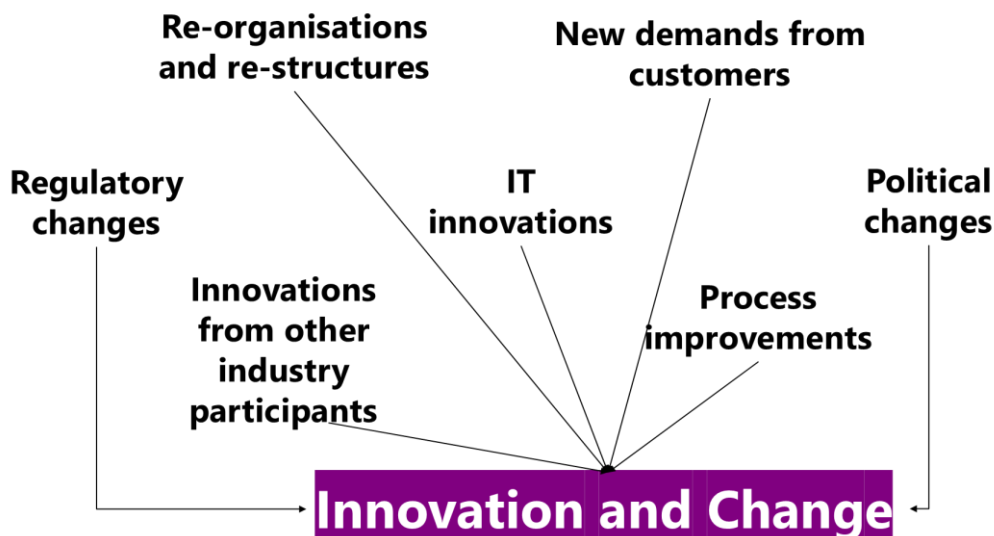 Re-organisations
and re-structures
New demands from
customers
Regulatory
changes
IT
innovations
Political
changes
Innovations
from other
industry
participants
Process
improvements
Innovation and Change